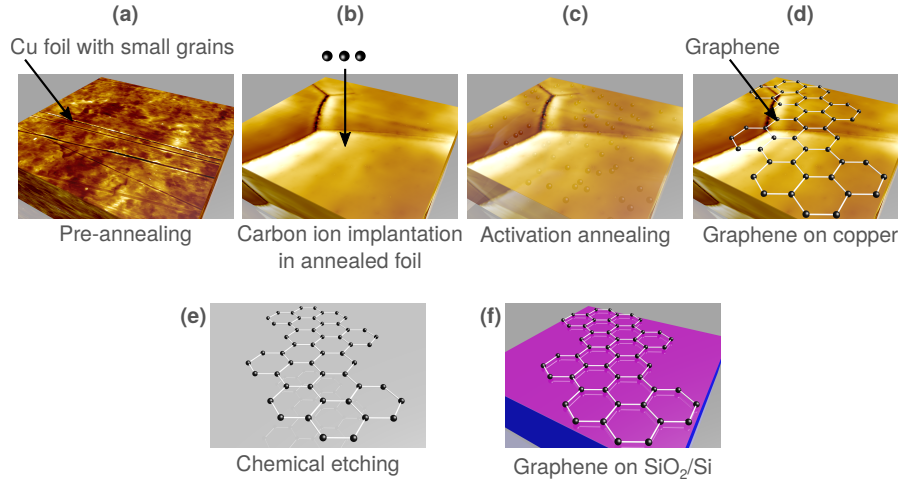 (a)
(b)
(c)
(d)
Cu foil with small grains
Graphene
Pre-annealing
Carbon ion implantation
in annealed foil
Activation annealing
Graphene on copper
(e)
(f)
Chemical etching
Graphene on SiO₂/Si